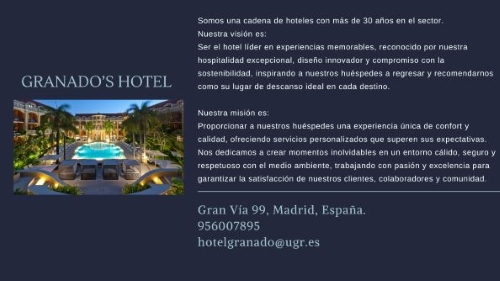 GRANADO'S HOTEL
Somos una cadena de hoteles con más de 30 años en el sector.
Nuestra visión es:
Ser el hotel líder en experiencias memorables, reconocido por nuestra
hospitalidad excepcional, diseño innovador y compromiso con la
sostenibilidad, inspirando a nuestros huéspedes a regresar y recomendarnos
como su lugar de descanso ideal en cada destino.
Nuestra misión es:
Proporcionar a nuestros huéspedes una experiencia única de confort y
calidad, ofreciendo servicios personalizados que superen sus expectativas.
Nos dedicamos a crear momentos inolvidables en un entorno cálido, seguro y
respetuoso con el medio ambiente, trabajando con pasión y excelencia para
garantizar la satisfacción de nuestros clientes, colaboradores y comunidad.
Gran Vía 99, Madrid, España.
956007895
hotelgranado@ugr.es